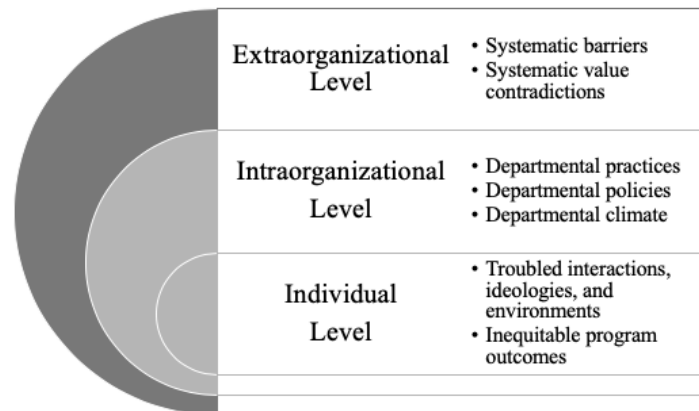 Extraorganizational
Level
• Systematic barriers
• Systematic value
contradictions
Intraorganizational
Level
• Departmental practices
• Departmental policies
• Departmental climate
Individual
Level
• Troubled interactions,
ideologies, and
environments
• Inequitable program
outcomes